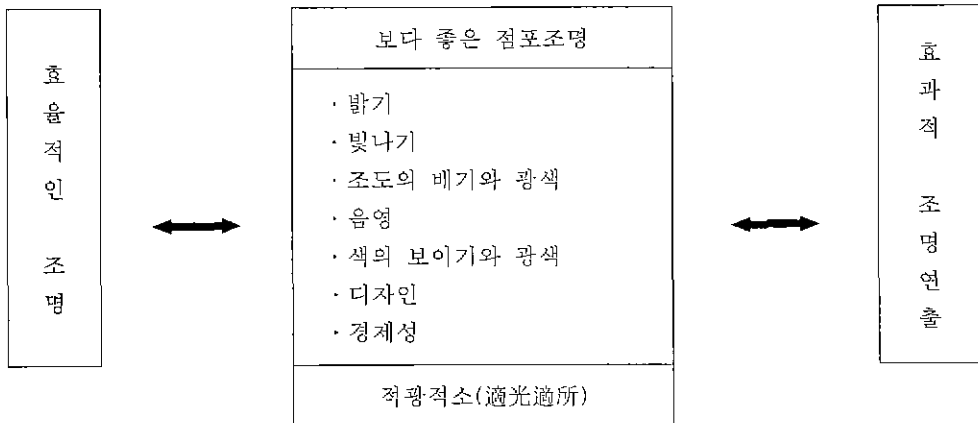 효율적인 조명
보다 좋은 점포조명
· 밝기
· 빛나기
· 조도의 배기와 광색
· 음영
· 색의 보이기와 광색
· 디자인
· 경제성
적광적소(適光適所)
효과적 조명연출